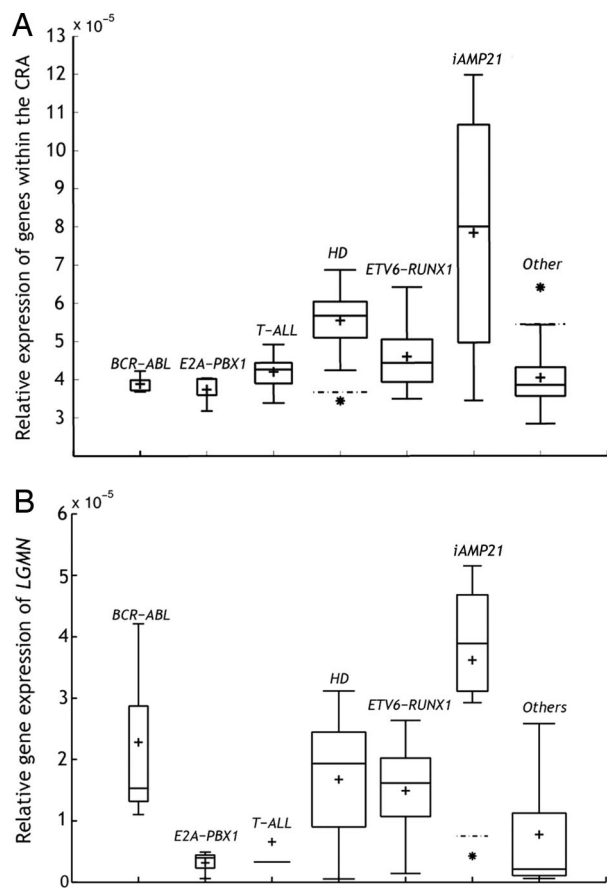 A
× 10⁻⁵
Relative expression of genes within the CRA
13
12
11
10
9
8
7
6
5
4
3
BCR–ABL
E2A–PBX1
T–ALL
HD
ETV6–RUNX1
iAMP21
Other
B
× 10⁻⁵
Relative gene expression of LGMN
6
5
4
3
2
1
0
BCR–ABL
E2A–PBX1
T–ALL
HD
ETV6–RUNX1
iAMP21
Others